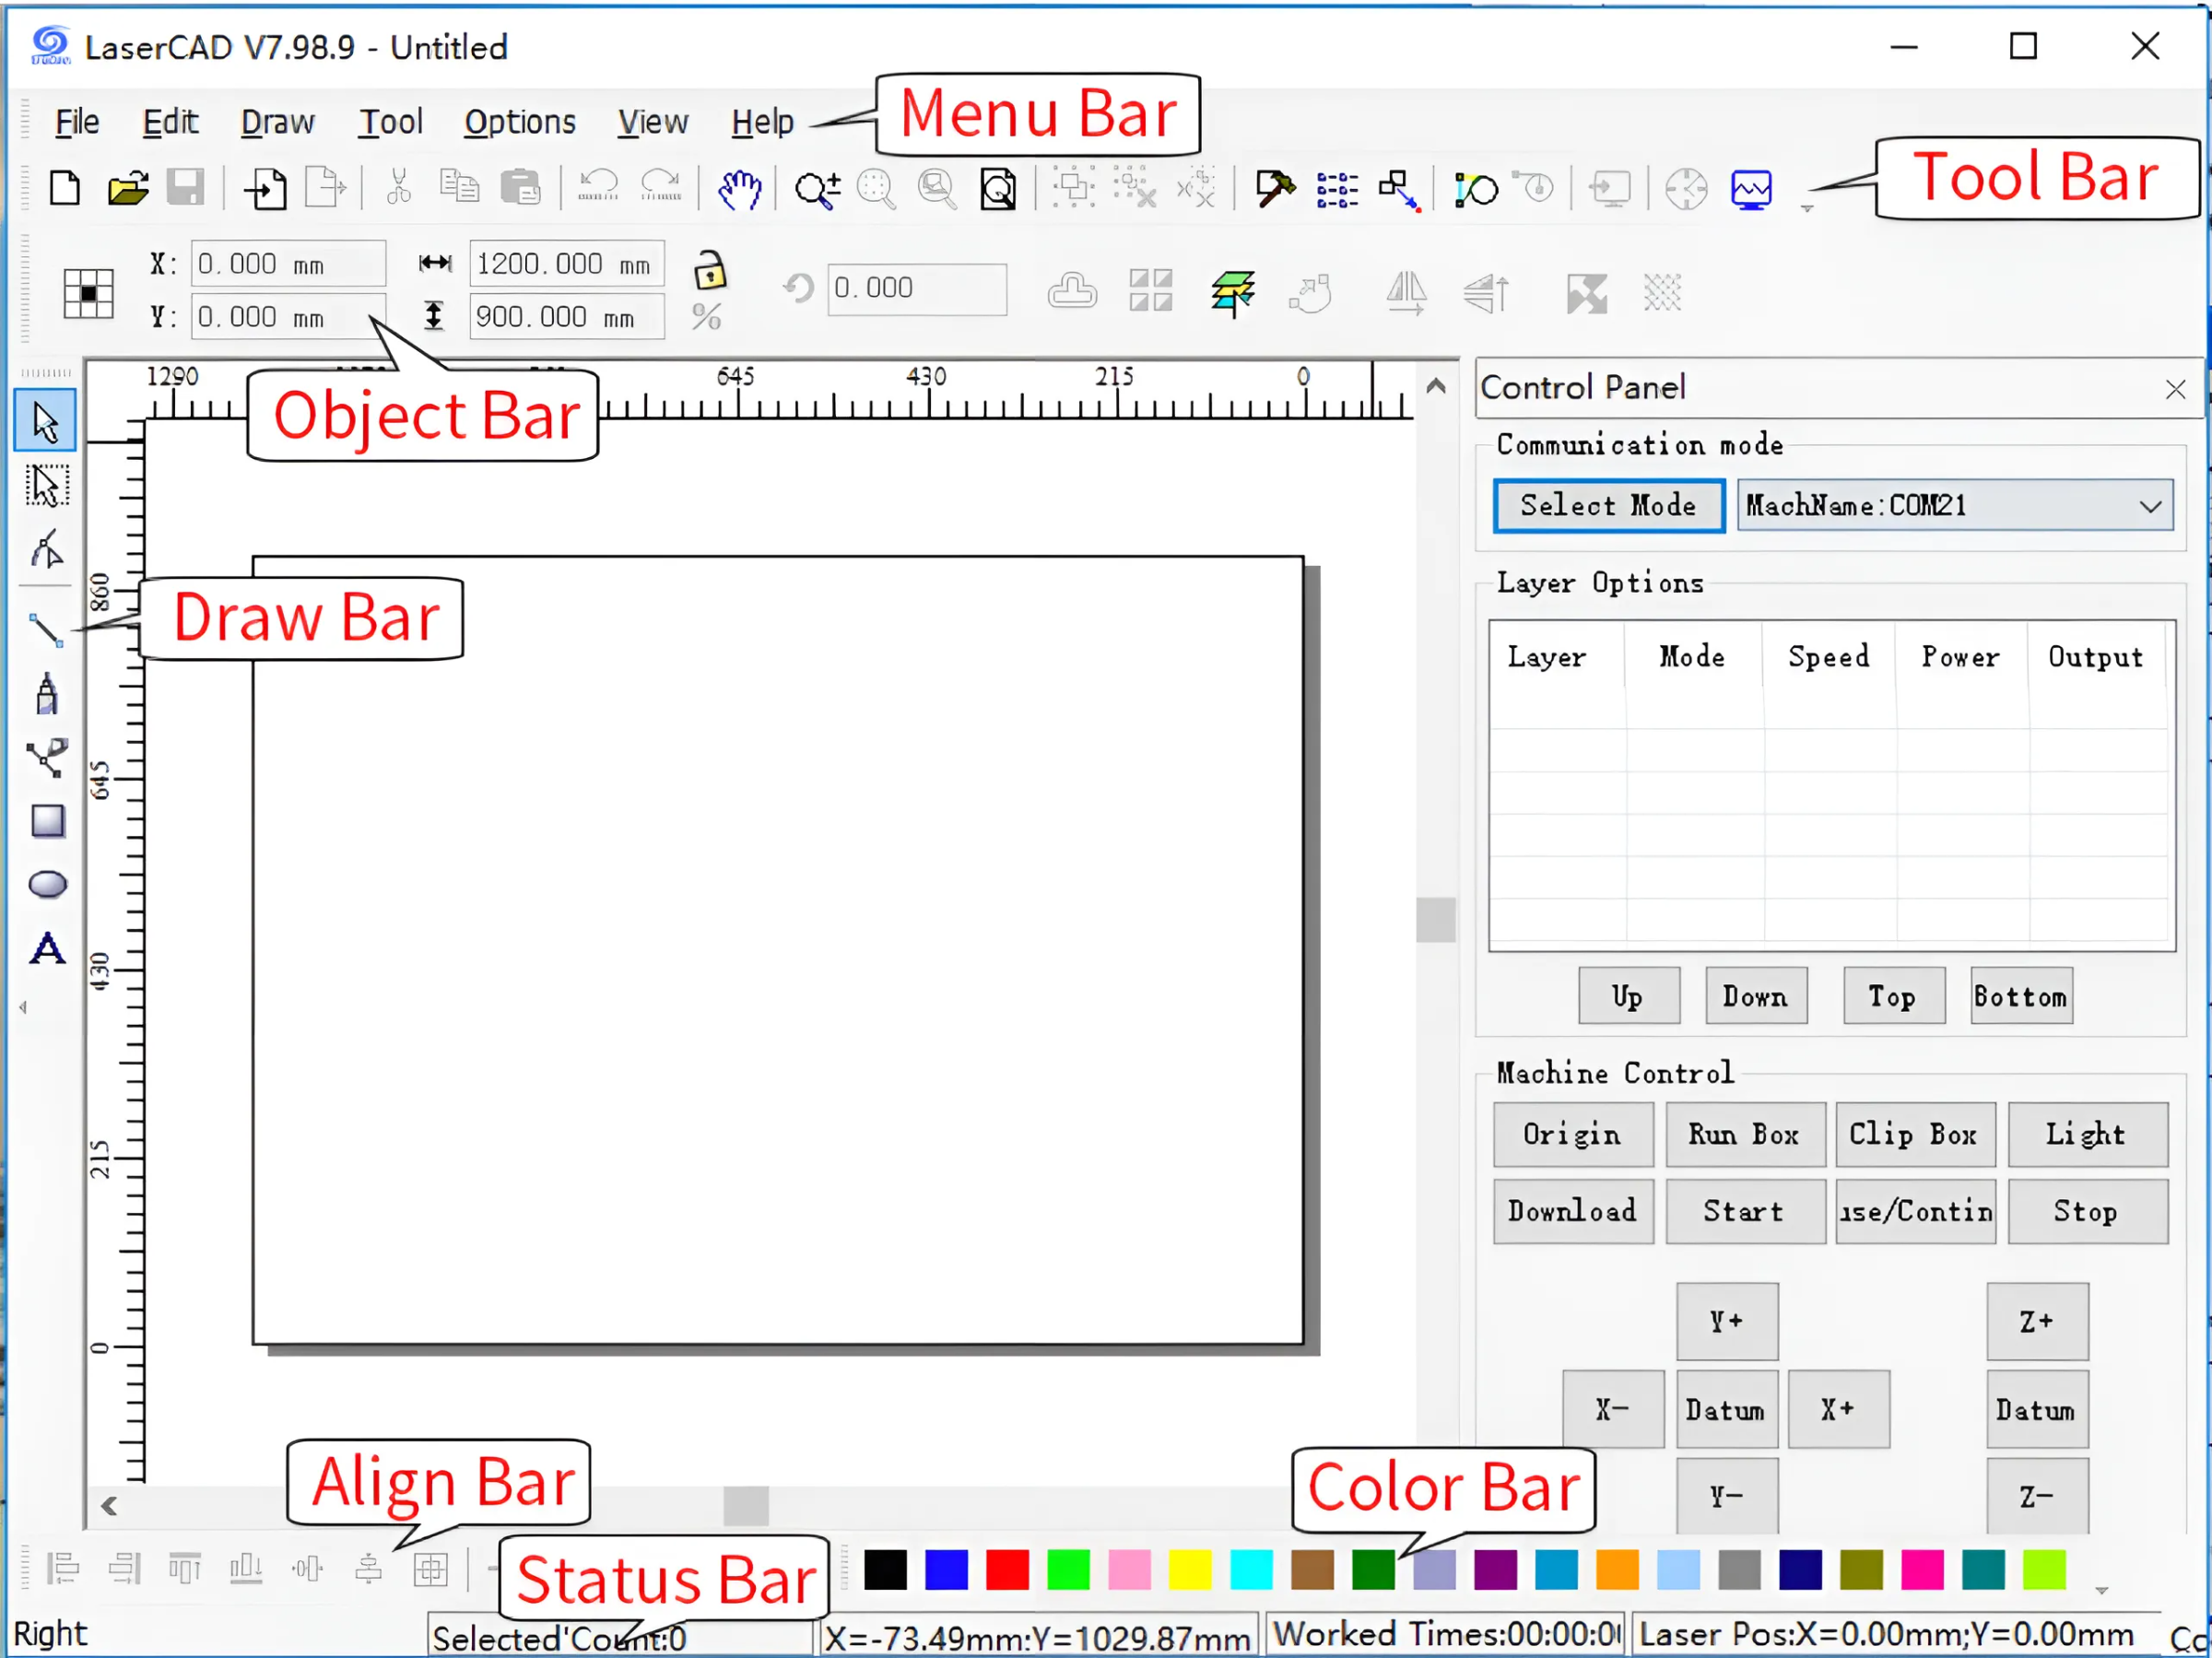 LaserCAD V7.98.9 - Untitled
File Edit Draw Tool Options View Help
Menu Bar
Tool Bar
X: 0.000 mm 1200.000 mm
0.000
Y: 0.000 mm 900.000 mm
%
Object Bar
1290 645 430 215 0
Control Panel
Communication mode
Select Mode MachName:COM21
Layer Options
Layer Mode Speed Power Output
Draw Bar
860
645
430
215
0
A
Up Down Top Bottom
Machine Control
Origin Run Box Clip Box Light
Download Start use/Contin Stop
Y+ Z+
X- Datum X+ Datum
Y- Z-
Align Bar
Color Bar
Status Bar
Right Selected Count:0 X=-73.49mm:Y=1029.87mm Worked Times:00:00:0 Laser Pos:X=0.00mm;Y=0.00mm Co